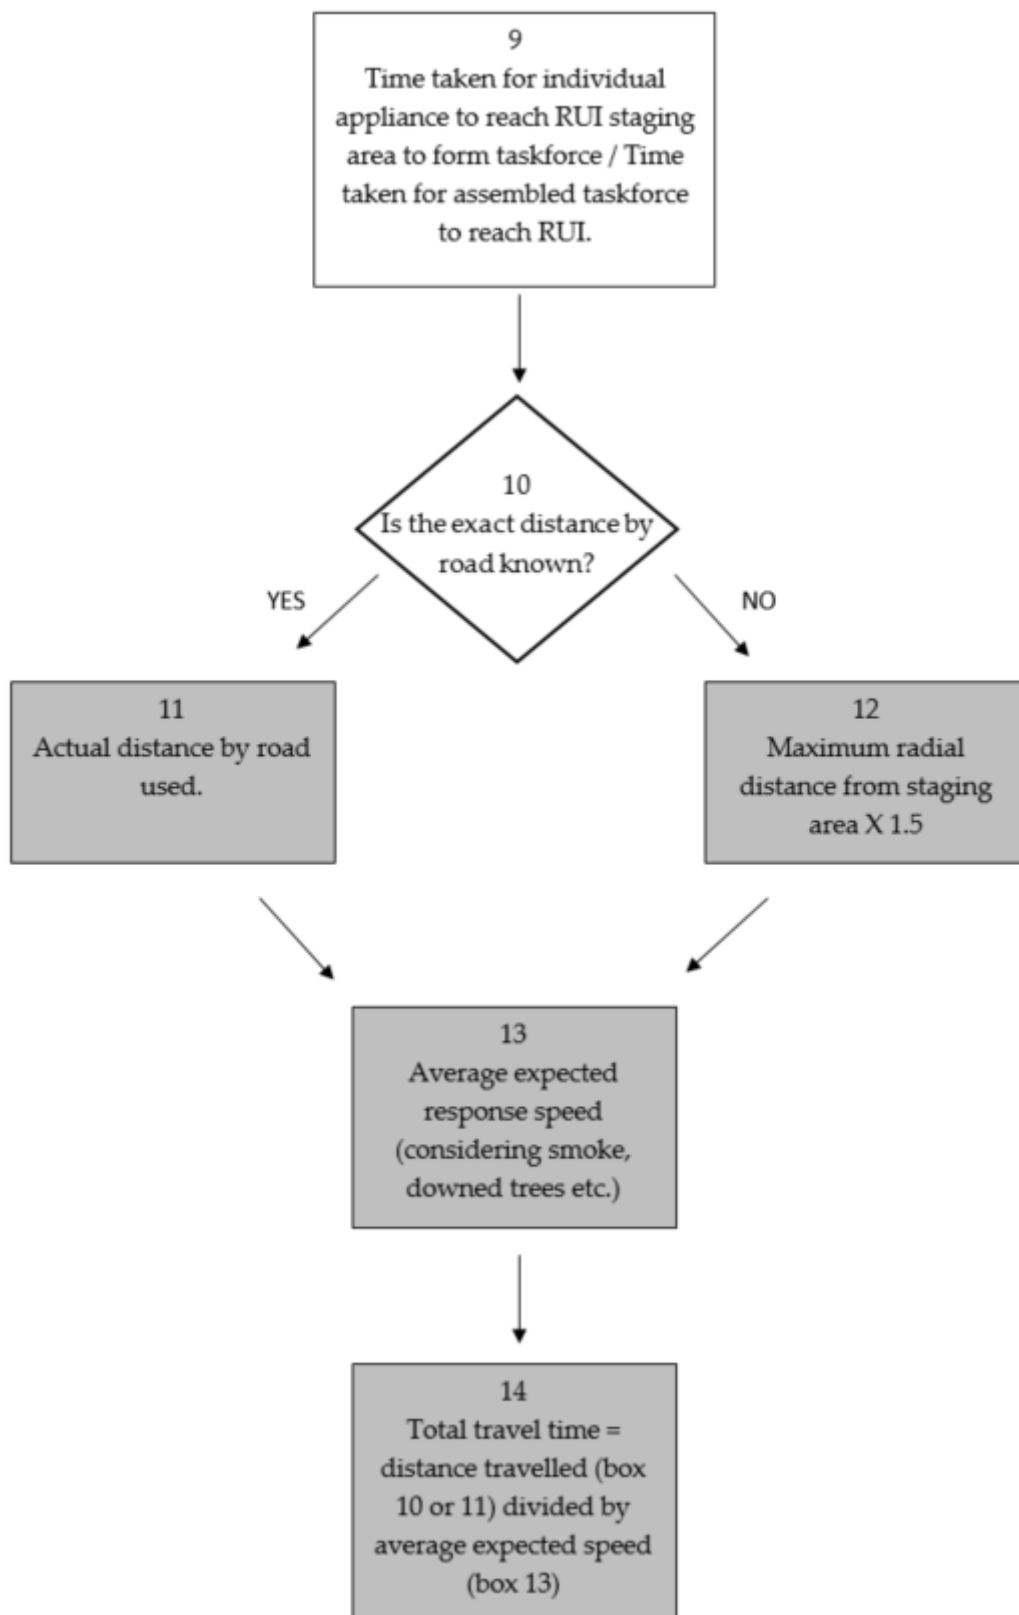 9
Time taken for individual
appliance to reach RUI staging
area to form taskforce / Time
taken for assembled taskforce
to reach RUI.
10
Is the exact distance by
road known?
YES
NO
11
Actual distance by road
used.
12
Maximum radial
distance from staging
area X 1.5
13
Average expected
response speed
(considering smoke,
downed trees etc.)
14
Total travel time =
distance travelled (box
10 or 11) divided by
average expected speed
(box 13)